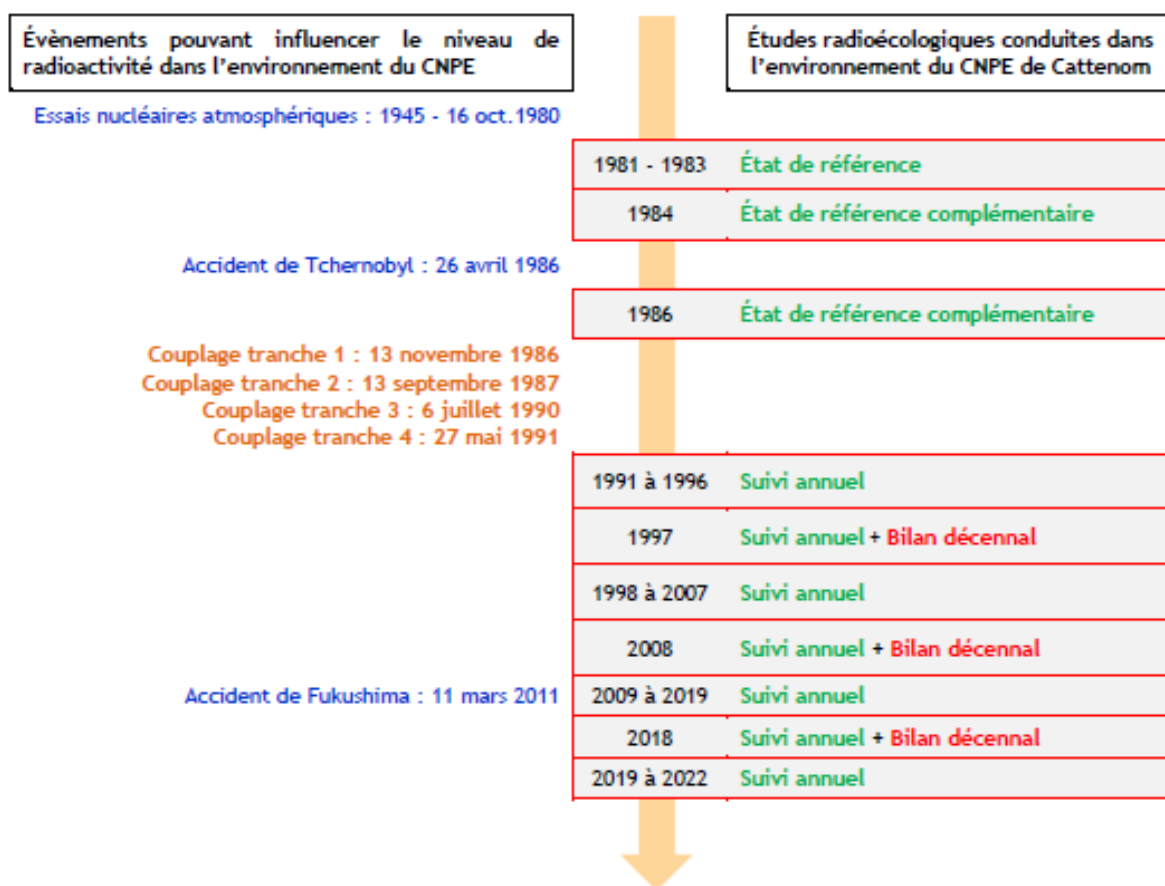 Évènements pouvant influencer le niveau de
radioactivité dans l'environnement du CNPE
Études radioécologiques conduites dans
l'environnement du CNPE de Cattenom
Essais nucléaires atmosphériques : 1945 - 16 oct.1980
1981 - 1983 État de référence
1984 État de référence complémentaire
Accident de Tchernobyl : 26 avril 1986
1986 État de référence complémentaire
Couplage tranche 1 : 13 novembre 1986
Couplage tranche 2 : 13 septembre 1987
Couplage tranche 3 : 6 juillet 1990
Couplage tranche 4 : 27 mai 1991
1991 à 1996 Suivi annuel
1997 Suivi annuel + Bilan décennal
1998 à 2007 Suivi annuel
2008 Suivi annuel + Bilan décennal
Accident de Fukushima : 11 mars 2011 2009 à 2019 Suivi annuel
2018 Suivi annuel + Bilan décennal
2019 à 2022 Suivi annuel